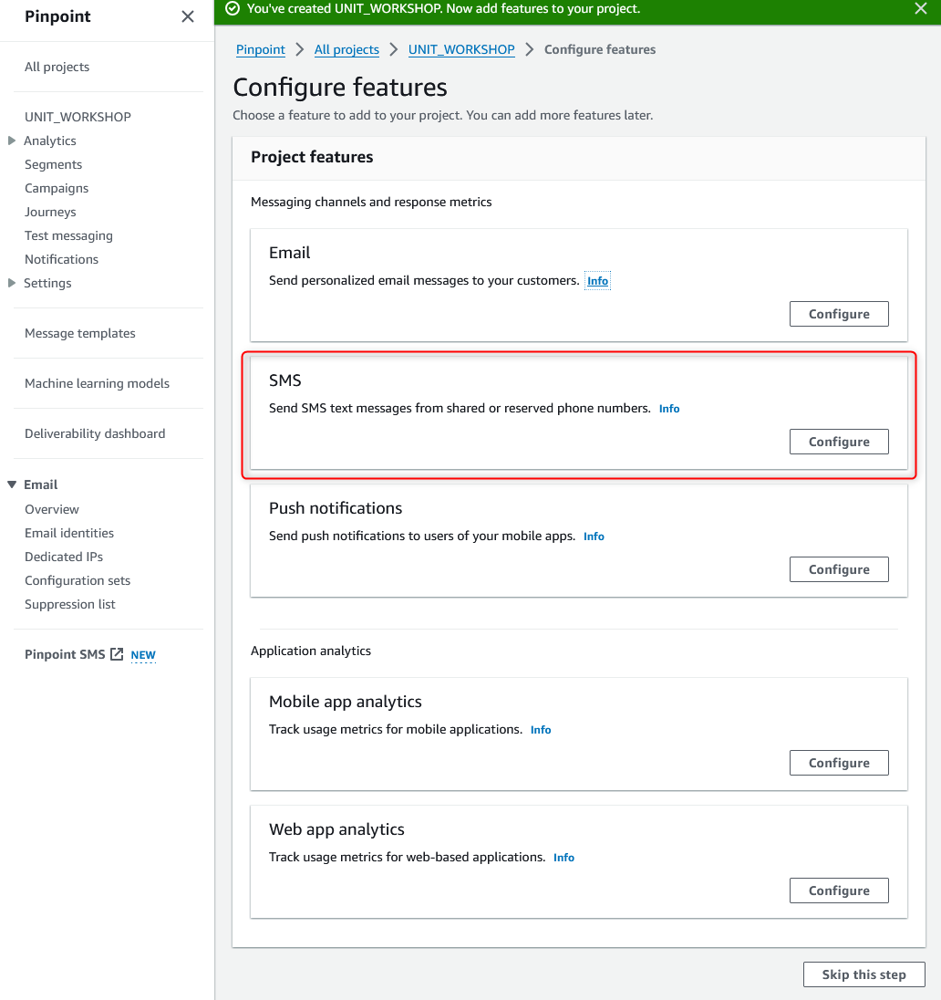 Pinpoint
All projects
UNIT_WORKSHOP
Analytics
Segments
Campaigns
Journeys
Test messaging
Notifications
Settings
Message templates
Machine learning models
Deliverability dashboard
Email
Overview
Email identities
Dedicated IPs
Configuration sets
Suppression list
Pinpoint SMS NEW
You've created UNIT_WORKSHOP. Now add features to your project.
Pinpoint > All projects > UNIT_WORKSHOP > Configure features
Configure features
Choose a feature to add to your project. You can add more features later.
Project features
Messaging channels and response metrics
Email
Send personalized email messages to your customers. Info
Configure
SMS
Send SMS text messages from shared or reserved phone numbers. Info
Configure
Push notifications
Send push notifications to users of your mobile apps. Info
Configure
Application analytics
Mobile app analytics
Track usage metrics for mobile applications. Info
Configure
Web app analytics
Track usage metrics for web-based applications. Info
Configure
Skip this step